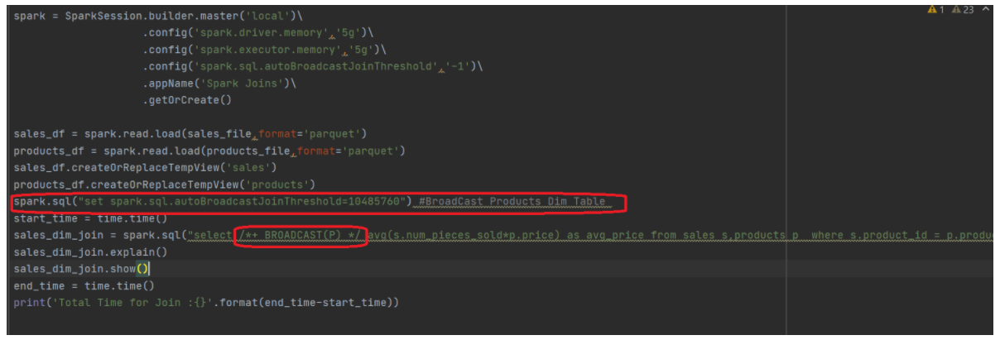 1 23
spark = SparkSession.builder.master('local')\
.config('spark.driver.memory','5g')\
.config('spark.executor.memory','5g')\
.config('spark.sql.autoBroadcastJoinThreshold','-1')\
.appName('Spark Joins')\
.getOrCreate()
sales_df = spark.read.load(sales_file,format='parquet')
products_df = spark.read.load(products_file,format='parquet')
sales_df.createOrReplaceTempView('sales')
products_df.createOrReplaceTempView('products')
spark.sql("set spark.sql.autoBroadcastJoinThreshold=10485760") #BroadCast Products Dim Table
start_time = time.time()
sales_dim_join = spark.sql("select /*+ BROADCAST(P) */ avg(s.num_pieces_sold*p.price) as avg_price from sales s,products p where s.product_id = p.produ
sales_dim_join.explain()
sales_dim_join.show()
end_time = time.time()
print('Total Time for Join :{}'.format(end_time-start_time))